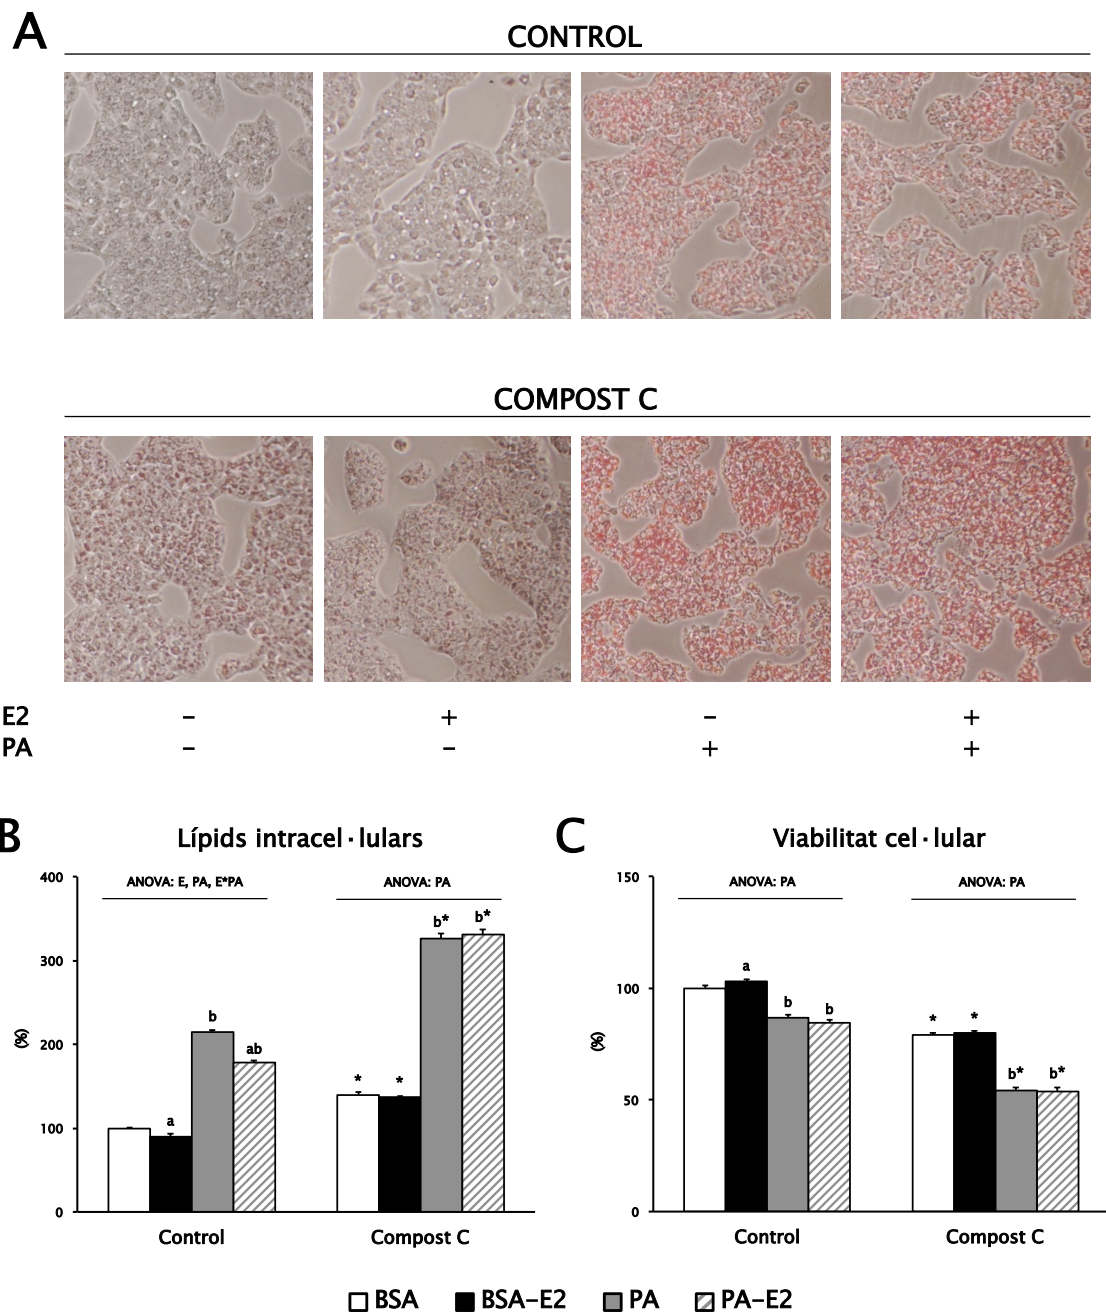 A
CONTROL
COMPOST C
E2 – + – +
PA – – + +
B
Lípids intracel·lulars
ANOVA: E, PA, E*PA
ANOVA: PA
400
300
200
100
0
(%)
a
b
ab
*
*
b*
b*
Control
Compost C
C
Viabilitat cel·lular
ANOVA: PA
ANOVA: PA
150
100
50
0
(%)
a
b
b
*
*
b*
b*
Control
Compost C
BSA BSA–E2 PA PA–E2